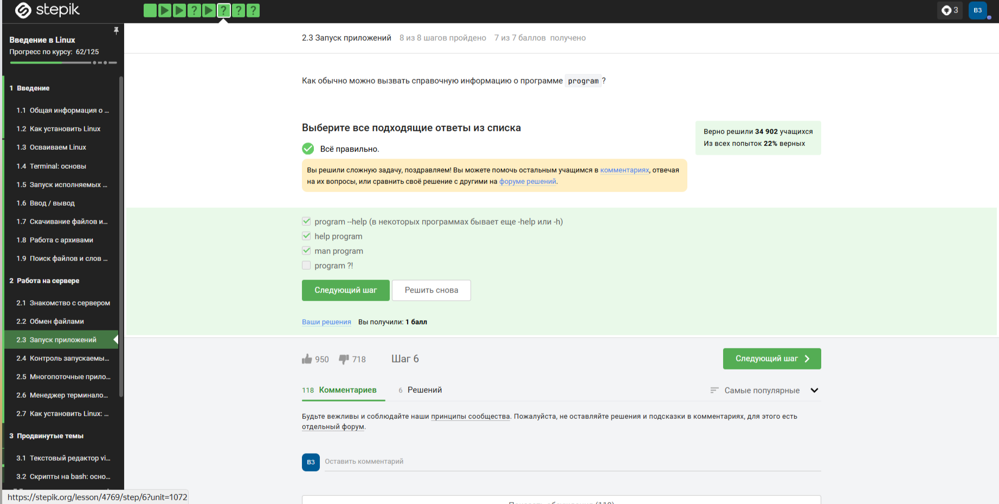 stepik
? ? ? ?
3
ВЗ
Введение в Linux
Прогресс по курсу: 62/125
1 Введение
1.1 Общая информация о ...
1.2 Как установить Linux
1.3 Осваиваем Linux
1.4 Terminal: основы
1.5 Запуск исполняемых ...
1.6 Ввод / вывод
1.7 Скачивание файлов и...
1.8 Работа с архивами
1.9 Поиск файлов и слов ...
2 Работа на сервере
2.1 Знакомство с сервером
2.2 Обмен файлами
2.3 Запуск приложений
2.4 Контроль запускаемы...
2.5 Многопоточные прило...
2.6 Менеджер терминало...
2.7 Как установить Linux: ...
3 Продвинутые темы
3.1 Текстовый редактор vi...
3.2 Скрипты на bash: осно...
https://stepik.org/lesson/4769/step/6?unit=1072
2.3 Запуск приложений 8 из 8 шагов пройдено 7 из 7 баллов получено
Как обычно можно вызвать справочную информацию о программе program ?
Выберите все подходящие ответы из списка
Верно решили 34 902 учащихся
Из всех попыток 22% верных
Всё правильно.
Вы решили сложную задачу, поздравляем! Вы можете помочь остальным учащимся в комментариях, отвечая
на их вопросы, или сравнить своё решение с другими на форуме решений.
program --help (в некоторых программах бывает еще -help или -h)
help program
man program
program ?!
Следующий шаг Решить снова
Ваши решения Вы получили: 1 балл
950 718 Шаг 6 Следующий шаг
118 Комментариев 6 Решений Самые популярные
Будьте вежливы и соблюдайте наши принципы сообщества. Пожалуйста, не оставляйте решения и подсказки в комментариях, для этого есть
отдельный форум.
ВЗ Оставить комментарий